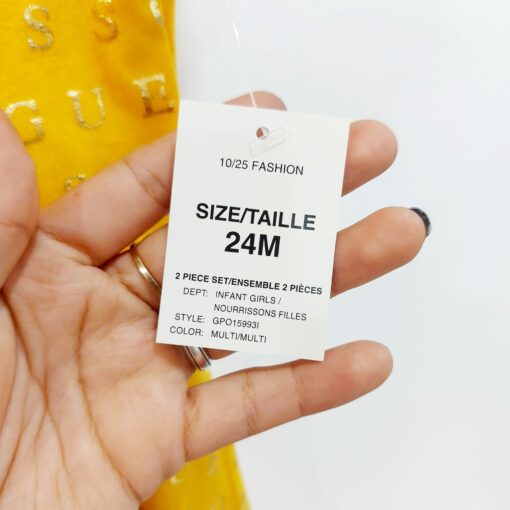 S S
G U E
S
10/25 FASHION
SIZE/TAILLE
24M
2 PIECE SET/ENSEMBLE 2 PIÈCES
DEPT: INFANT GIRLS /
NOURRISSONS FILLES
STYLE: GPO15993I
COLOR: MULTI/MULTI